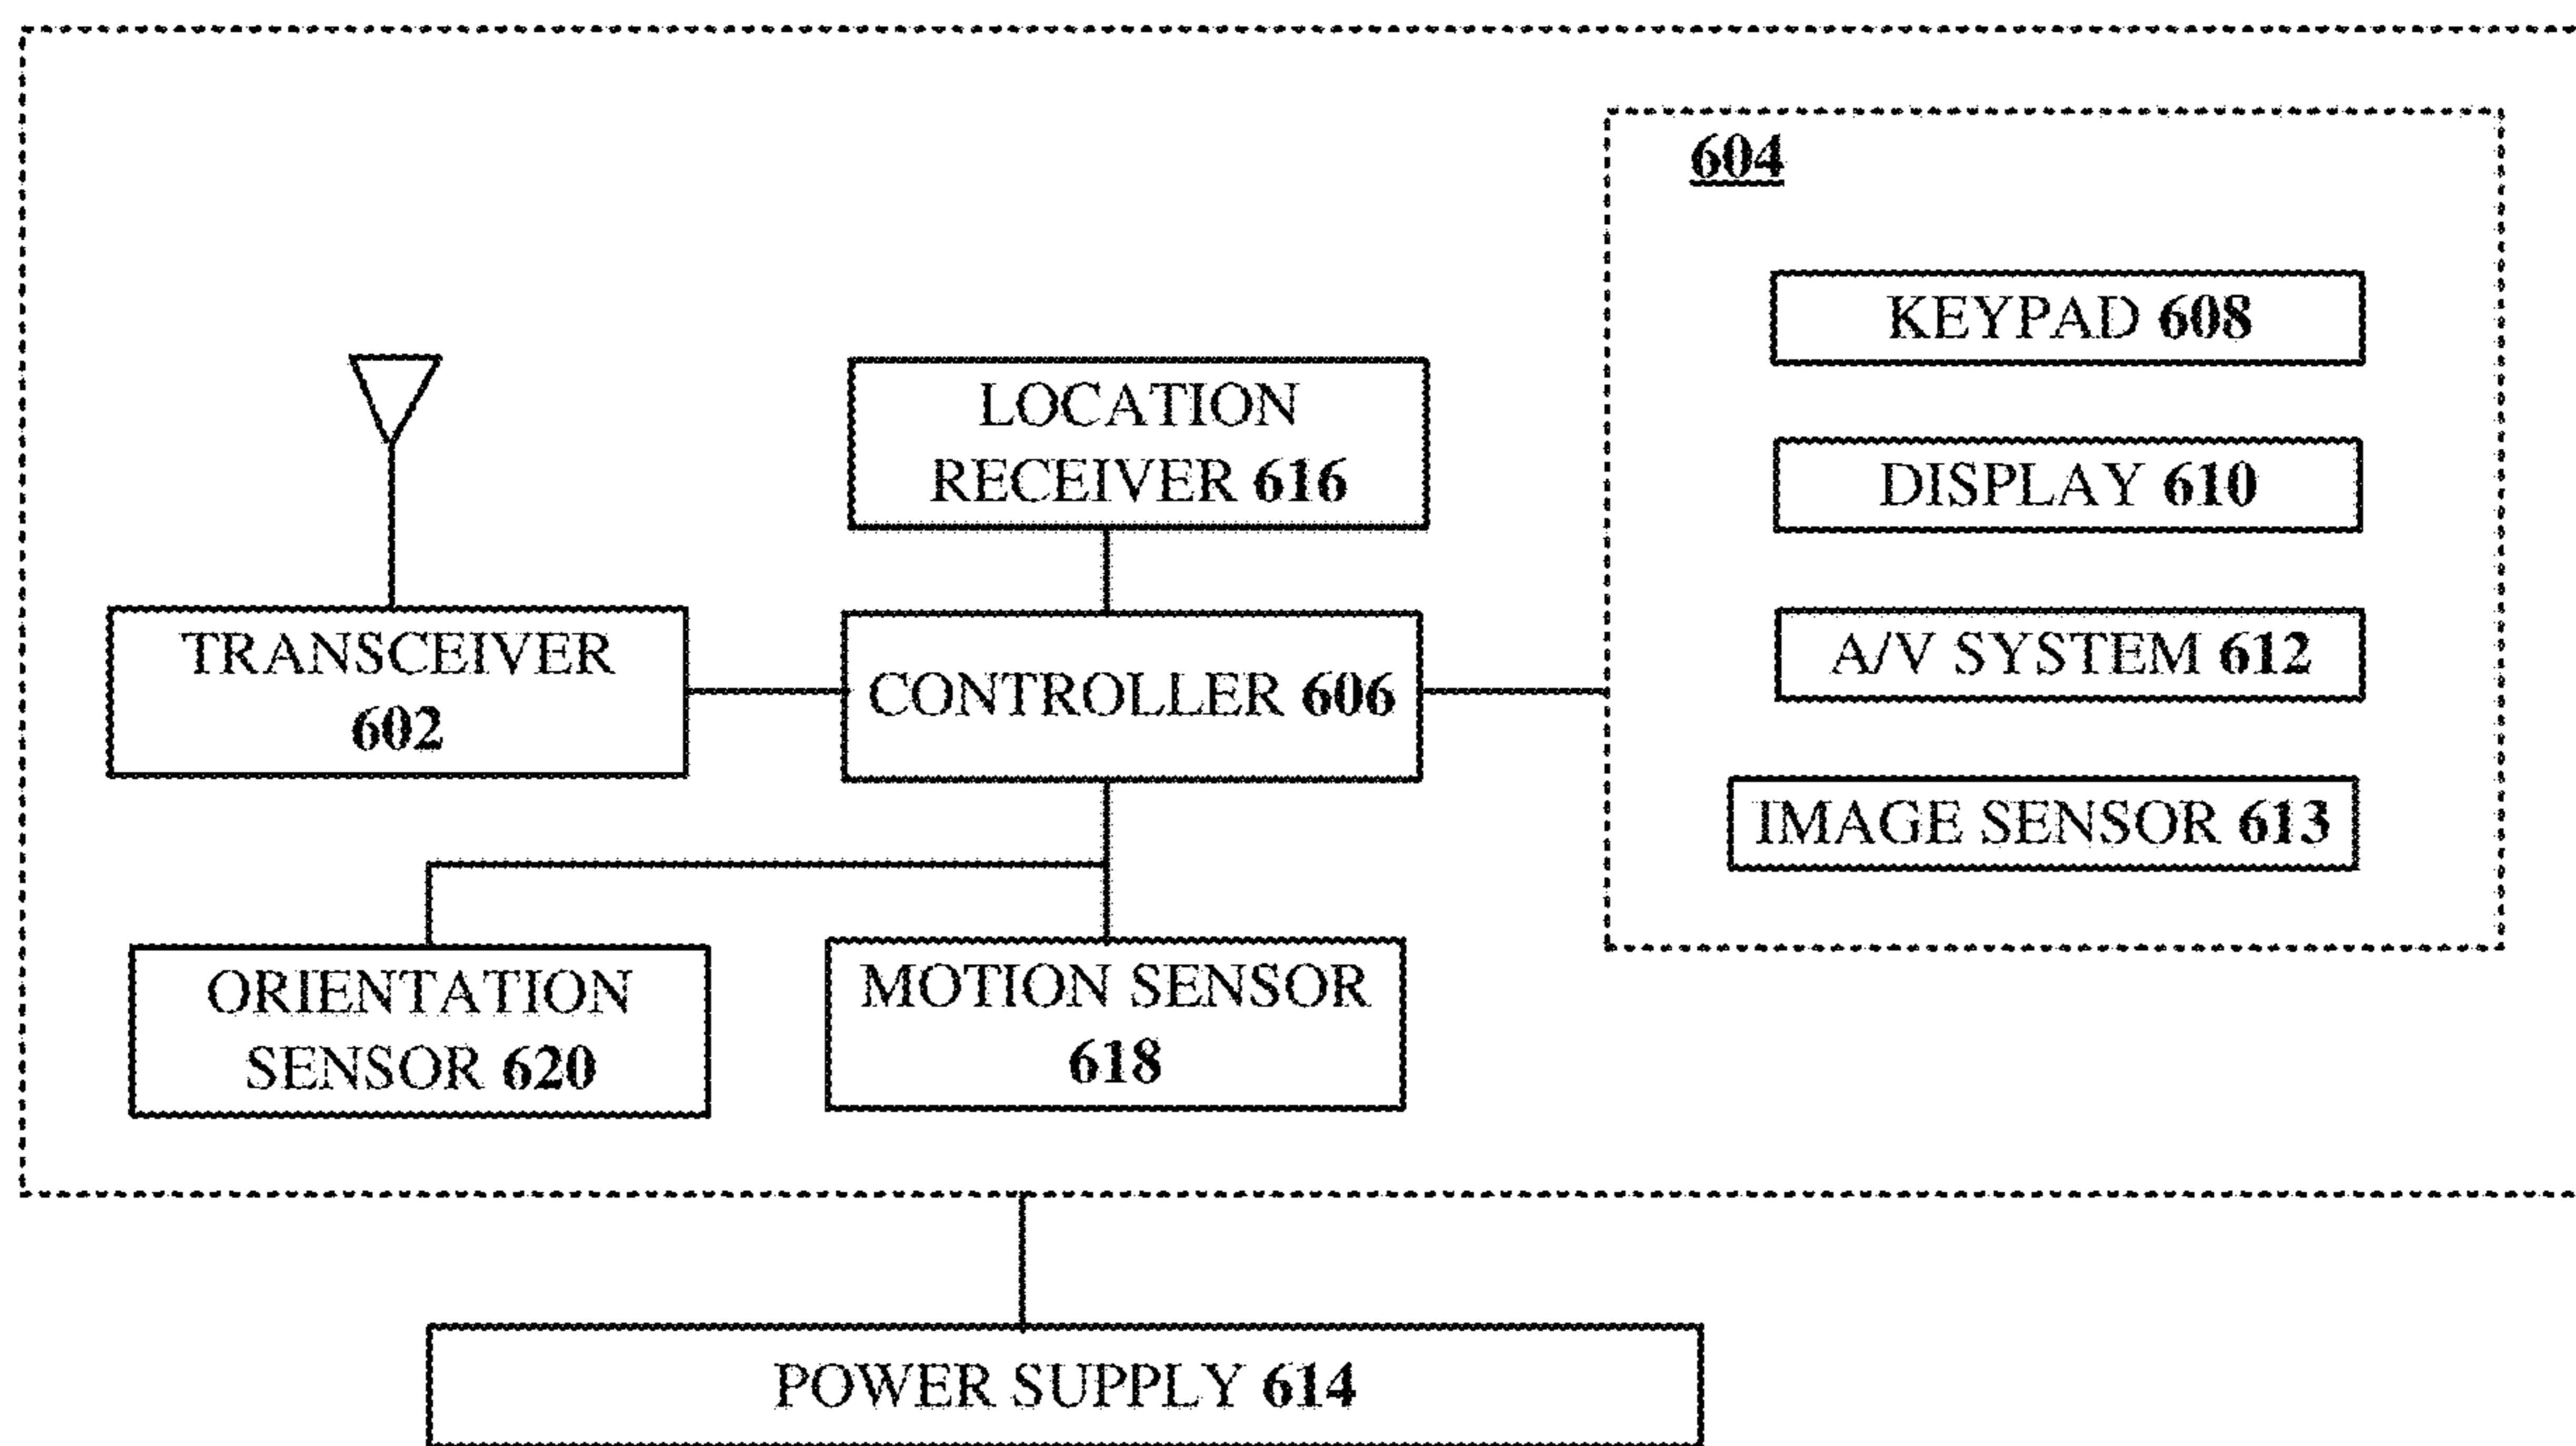 604
KEYPAD 608
DISPLAY 610
A/V SYSTEM 612
IMAGE SENSOR 613
LOCATION
RECEIVER 616
TRANSCEIVER
602
CONTROLLER 606
ORIENTATION
SENSOR 620
MOTION SENSOR
618
POWER SUPPLY 614